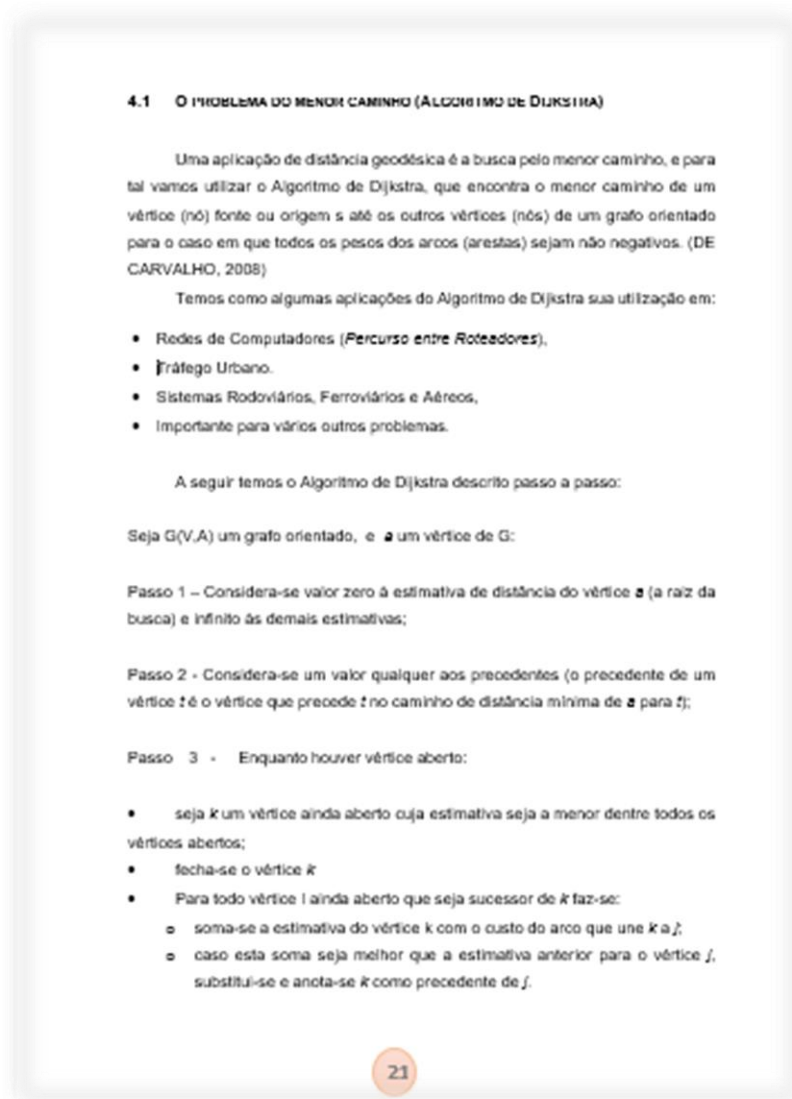 4.1 O PROBLEMA DO MENOR CAMINHO (ALGORITMO DE DIJKSTRA)
Uma aplicação de distância geodésica é a busca pelo menor caminho, e para
tal vamos utilizar o Algoritmo de Dijkstra, que encontra o menor caminho de um
vértice (nó) fonte ou origem s até os outros vértices (nós) de um grafo orientado
para o caso em que todos os pesos dos arcos (arestas) sejam não negativos. (DE
CARVALHO, 2008)
Temos como algumas aplicações do Algoritmo de Dijkstra sua utilização em:
• Redes de Computadores (Percurso entre Roteadores),
• Tráfego Urbano.
• Sistemas Rodoviários, Ferroviários e Aéreos,
• Importante para vários outros problemas.
A seguir temos o Algoritmo de Dijkstra descrito passo a passo:
Seja G(V,A) um grafo orientado, e a um vértice de G:
Passo 1 – Considera-se valor zero à estimativa de distância do vértice a (a raiz da
busca) e infinito às demais estimativas;
Passo 2 - Considera-se um valor qualquer aos precedentes (o precedente de um
vértice t é o vértice que precede t no caminho de distância mínima de a para t);
Passo 3 - Enquanto houver vértice aberto:
• seja k um vértice ainda aberto cuja estimativa seja a menor dentre todos os
vértices abertos;
• fecha-se o vértice k
• Para todo vértice j ainda aberto que seja sucessor de k faz-se:
o soma-se a estimativa do vértice k com o custo do arco que une k a j;
o caso esta soma seja melhor que a estimativa anterior para o vértice j,
substitui-se e anota-se k como precedente de j.
21